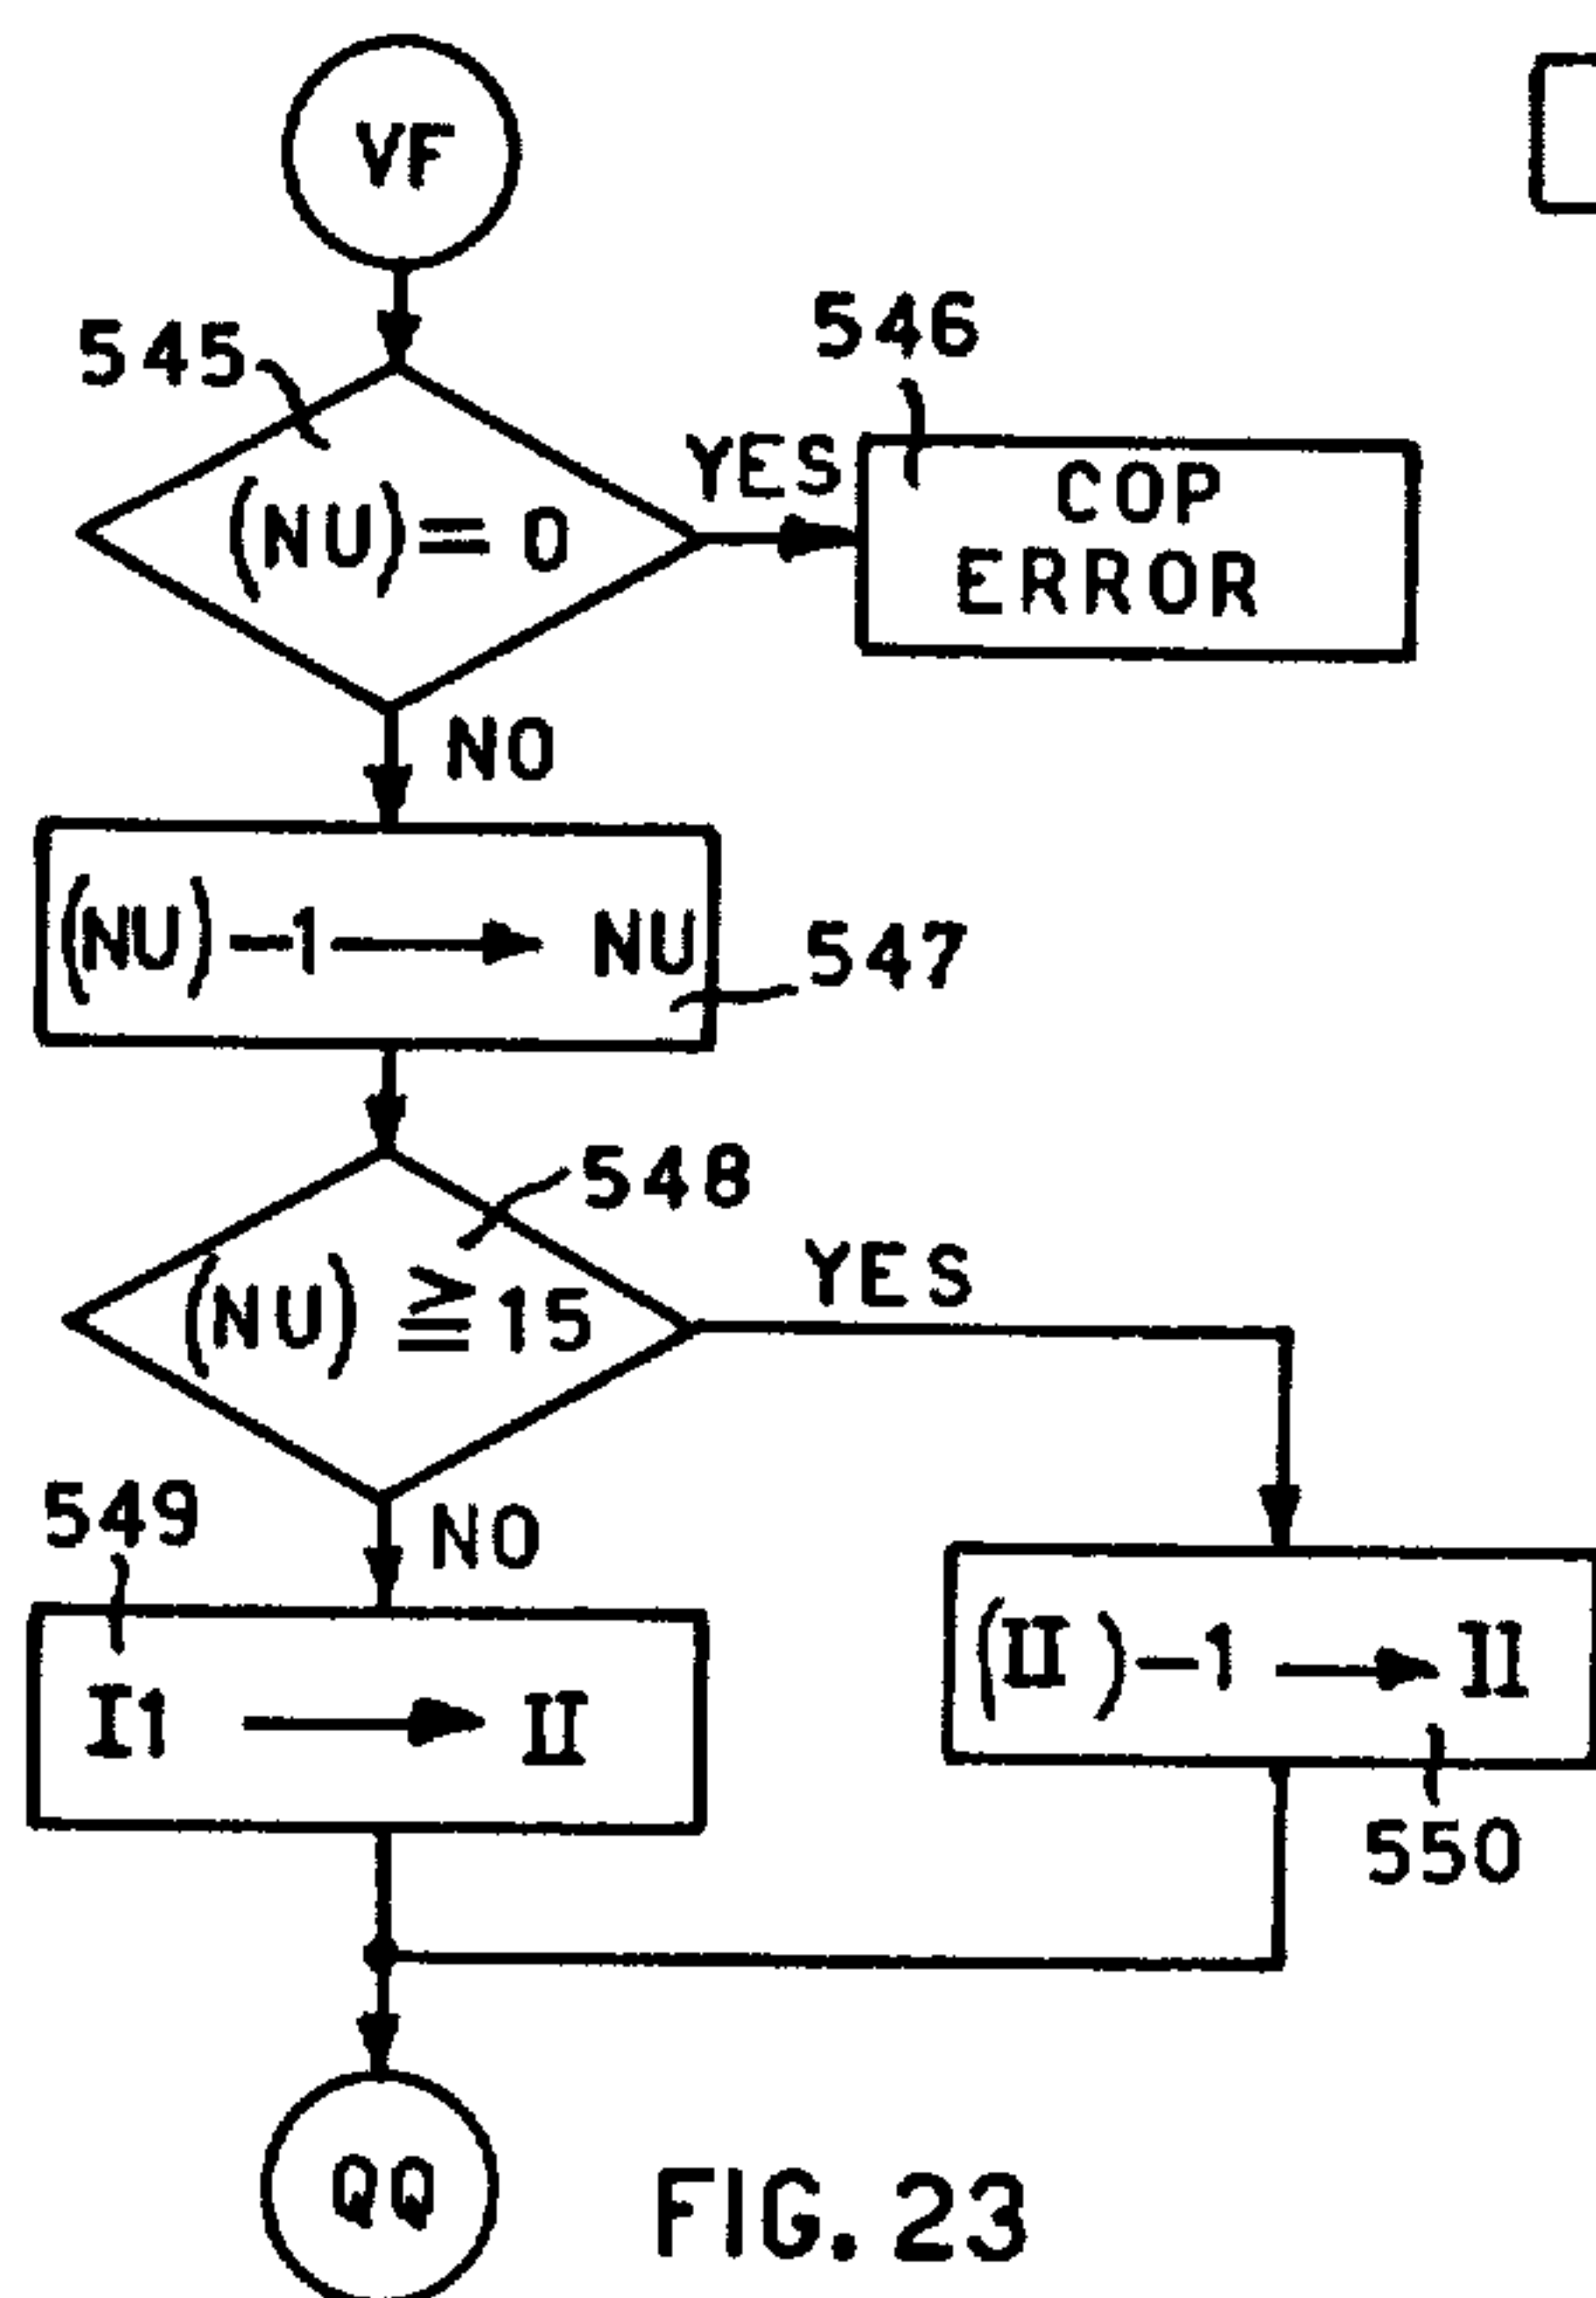 VF
545
546
(NU) = 0
YES
COP
ERROR
NO
(NU) -1 → NU
547
548
(NU) ≧ 15
YES
549
NO
I1 → II
(II) -1 → II
550
QQ
FIG. 23